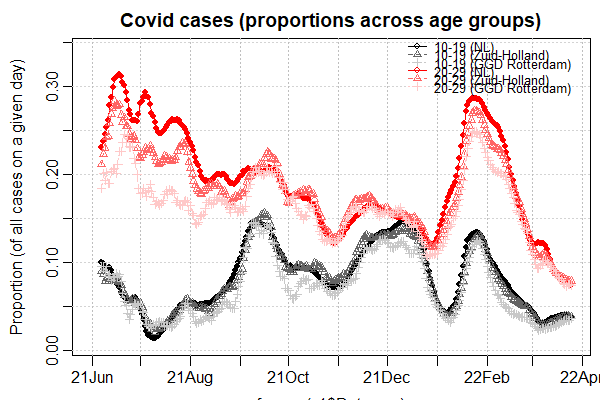 Covid cases (proportions across age groups)
Proportion (of all cases on a given day)
0.30
0.20
0.10
0.00
10-19 (NL)
10-19 (Zuid-Holland)
10-19 (GGD Rotterdam)
20-29 (NL)
20-29 (Zuid-Holland)
20-29 (GGD Rotterdam)
21Jun 21Aug 21Oct 21Dec 22Feb 22Apr